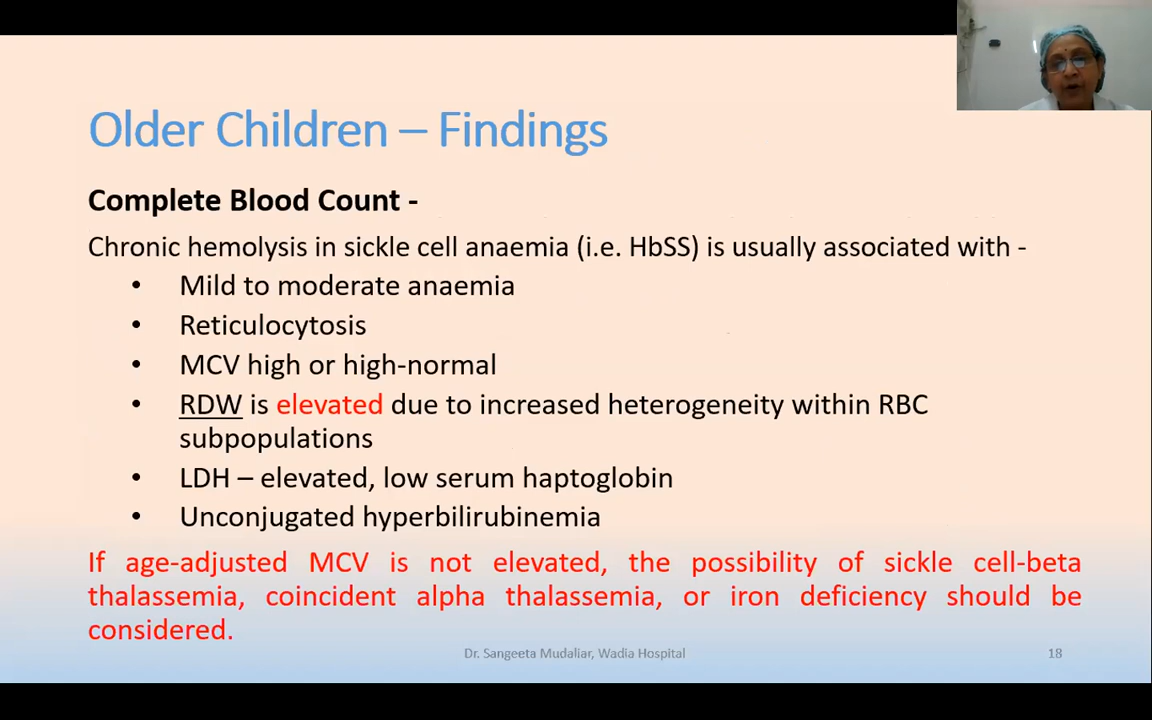 Older Children – Findings
Complete Blood Count -
Chronic hemolysis in sickle cell anaemia (i.e. HbSS) is usually associated with -
• Mild to moderate anaemia
• Reticulocytosis
• MCV high or high-normal
• RDW is elevated due to increased heterogeneity within RBC
subpopulations
• LDH – elevated, low serum haptoglobin
• Unconjugated hyperbilirubinemia
If age-adjusted MCV is not elevated, the possibility of sickle cell-beta
thalassemia, coincident alpha thalassemia, or iron deficiency should be
considered.
Dr. Sangeeta Mudaliar, Wadia Hospital
18